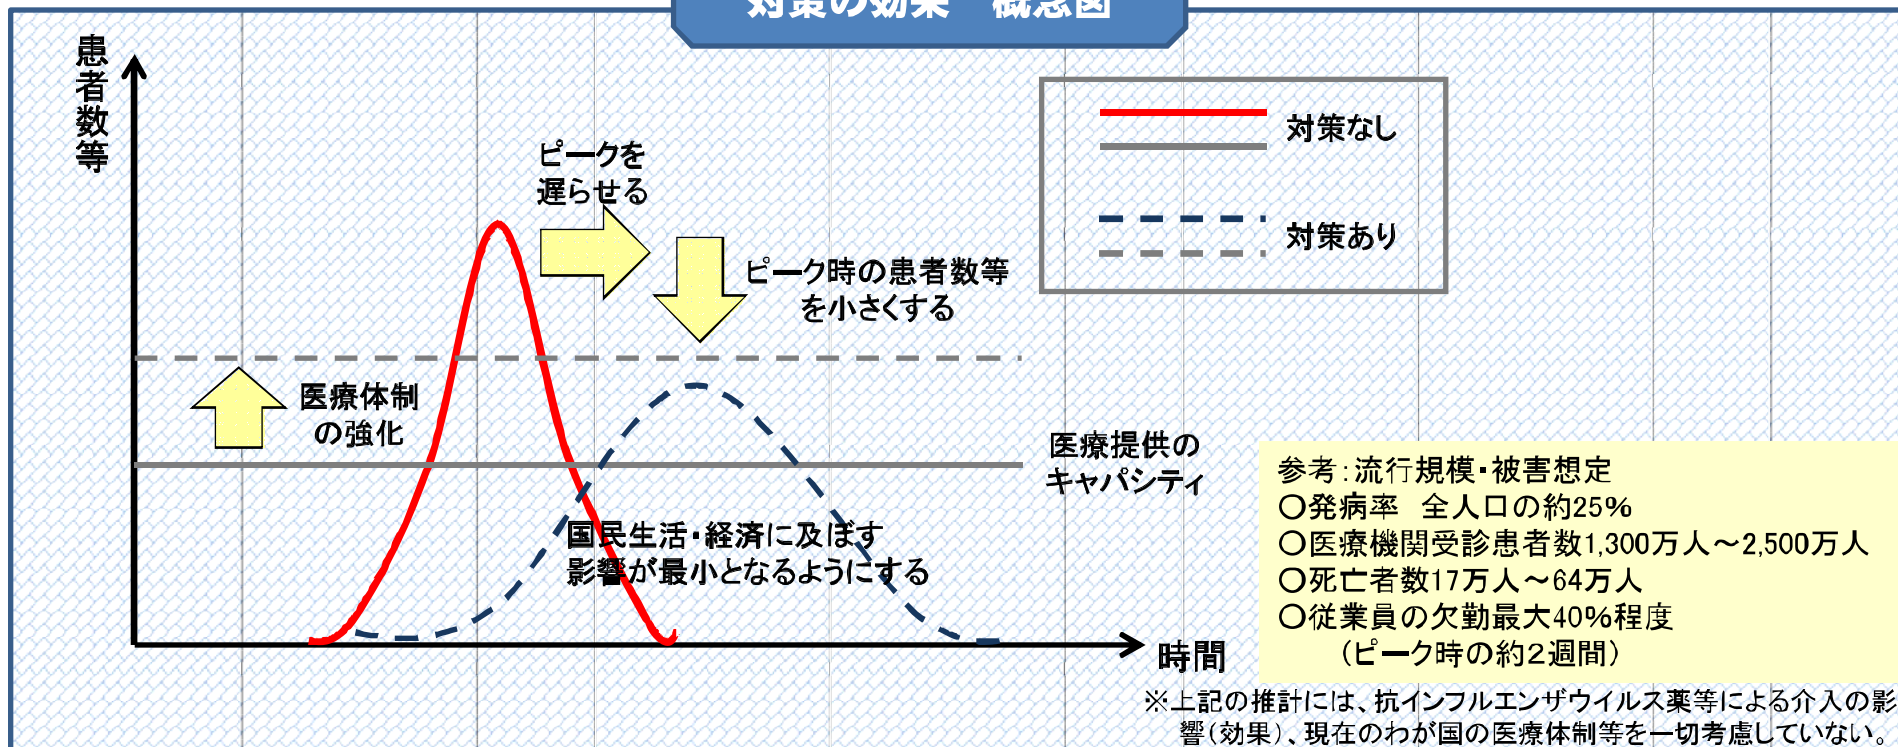 対策の効果　概念図
患者数等
ピークを
遅らせる
ピーク時の患者数等
を小さくする
対策なし
対策あり
医療体制
の強化
医療提供の
キャパシティ
国民生活・経済に及ぼす
影響が最小となるようにする
時間
参考：流行規模・被害想定
○発病率　全人口の約25%
○医療機関受診患者数1,300万人～2,500万人
○死亡者数17万人～64万人
○従業員の欠勤最大40%程度
（ピーク時の約２週間）
※上記の推計には、抗インフルエンザウイルス薬等による介入の影
響（効果）、現在のわが国の医療体制等を一切考慮していない。